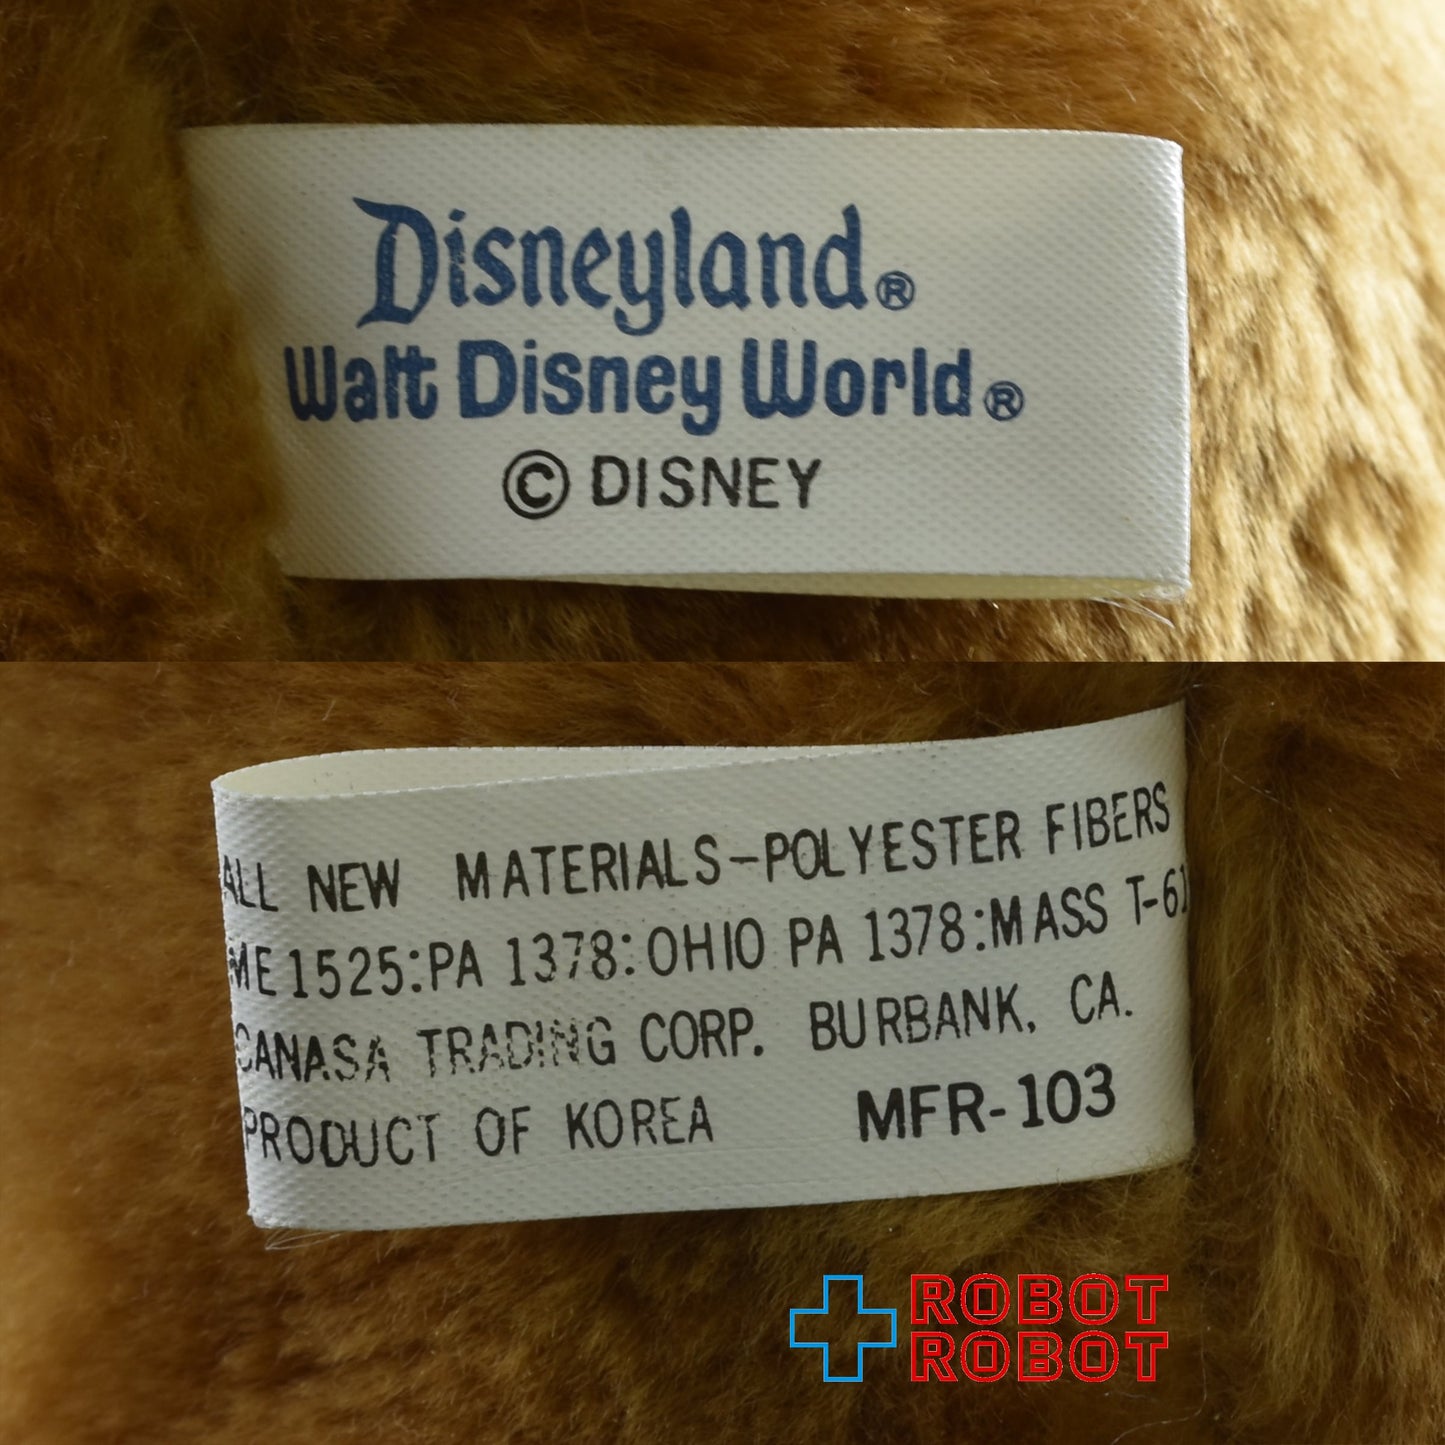 Disneyland®
Walt Disney World®
© DISNEY
ALL NEW MATERIALS-POLYESTER FIBERS
ME 1525:PA 1378:OHIO PA 1378:MASS T-61
CANASA TRADING CORP. BURBANK, CA.
PRODUCT OF KOREA MFR-103
ROBOT
ROBOT